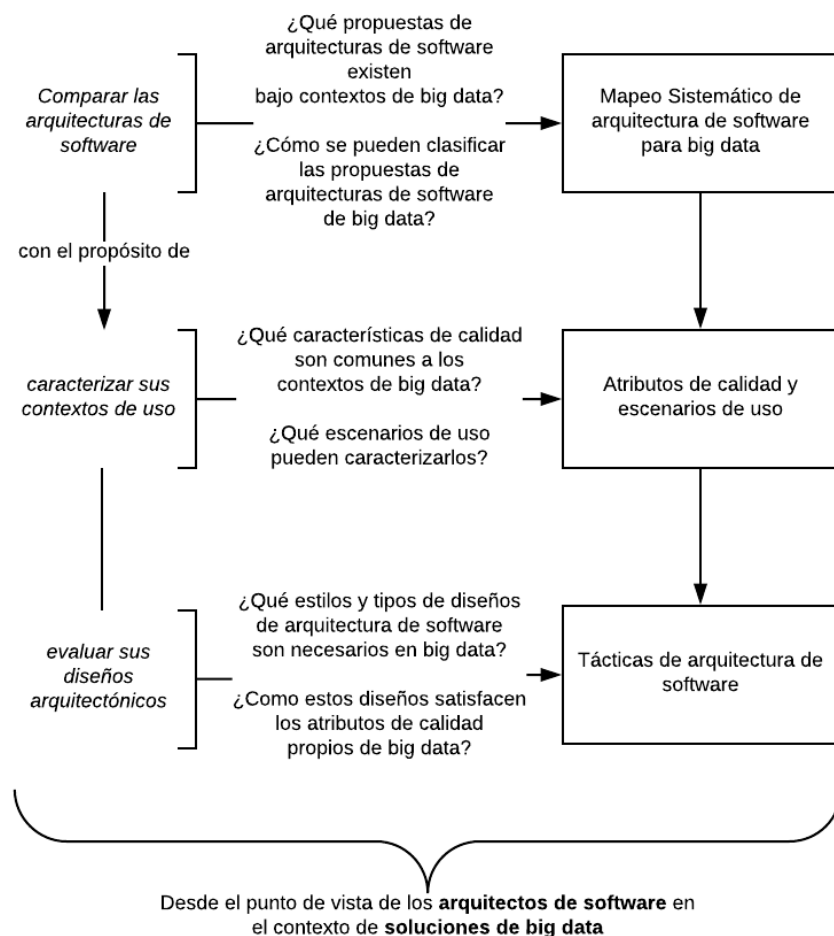 Comparar las
arquitecturas de
software
¿Qué propuestas de
arquitecturas de software
existen
bajo contextos de big data?
¿Cómo se pueden clasificar
las propuestas de
arquitecturas de software
de big data?
Mapeo Sistemático de
arquitectura de software
para big data
con el propósito de
caracterizar sus
contextos de uso
¿Qué características de calidad
son comunes a los
contextos de big data?
¿Qué escenarios de uso
pueden caracterizarlos?
Atributos de calidad y
escenarios de uso
evaluar sus
diseños
arquitectónicos
¿Qué estilos y tipos de diseños
de arquitectura de software
son necesarios en big data?
¿Como estos diseños satisfacen
los atributos de calidad
propios de big data?
Tácticas de arquitectura de
software
Desde el punto de vista de los arquitectos de software en
el contexto de soluciones de big data